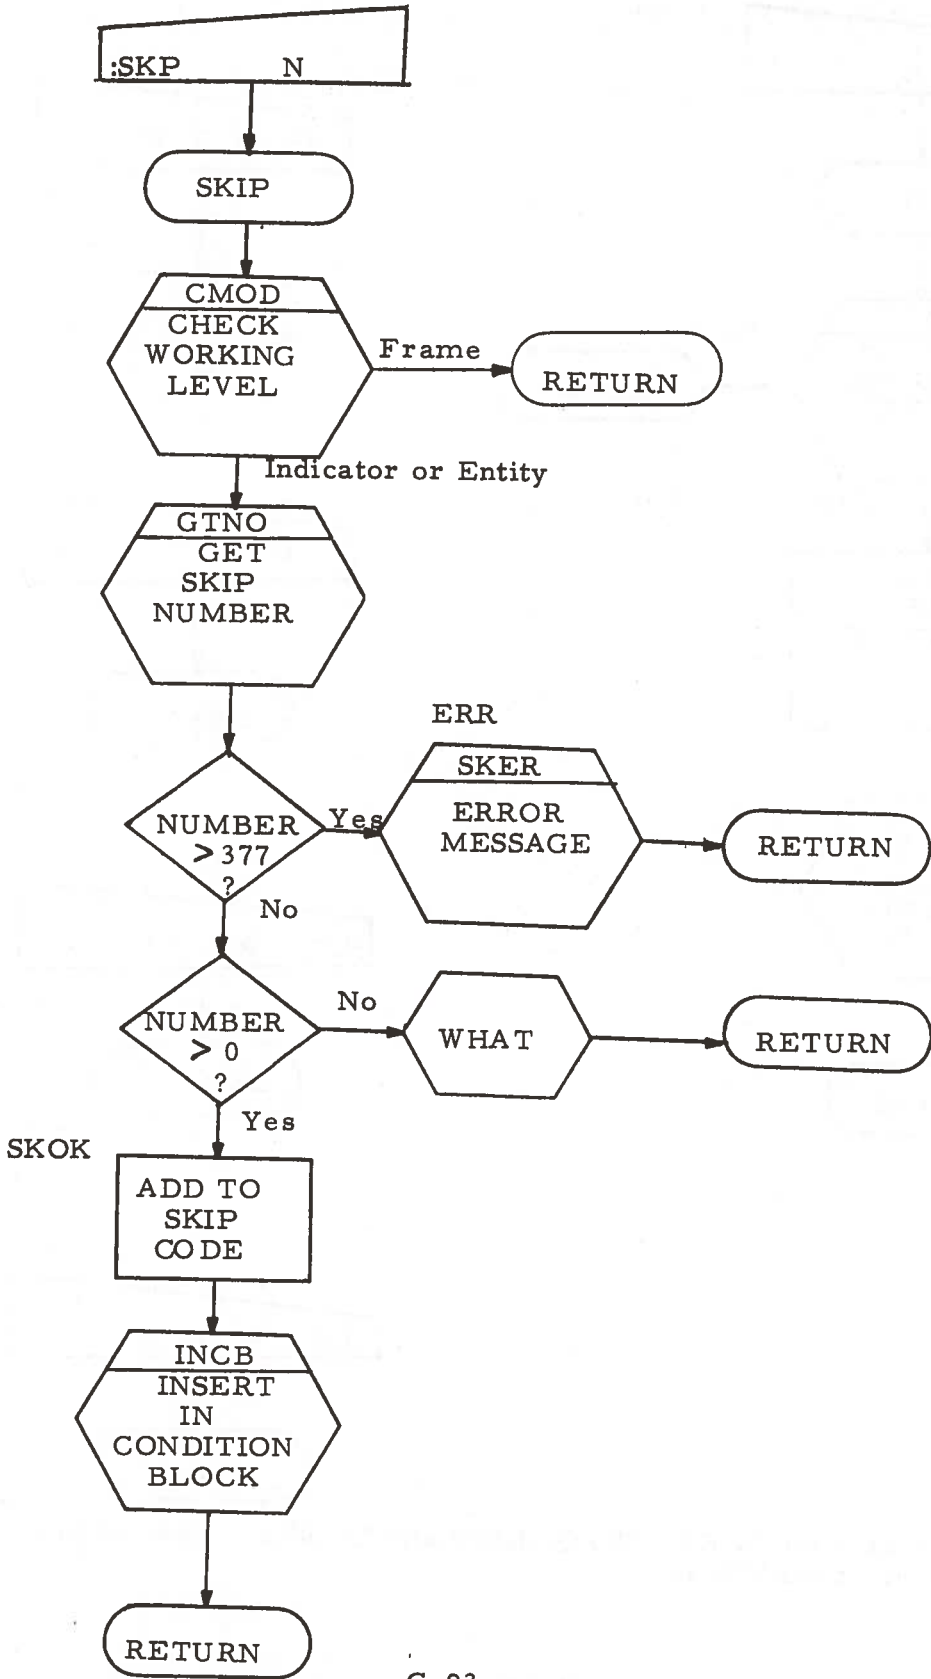 :SKP N
SKIP
CMOD
CHECK
WORKING
LEVEL
Frame
RETURN
Indicator or Entity
GTNO
GET
SKIP
NUMBER
ERR
SKER
ERROR
MESSAGE
RETURN
NUMBER
> 377
?
Yes
No
NUMBER
> 0
?
No
WHAT
RETURN
Yes
SKOK
ADD TO
SKIP
CODE
INCB
INSERT
IN
CONDITION
BLOCK
RETURN